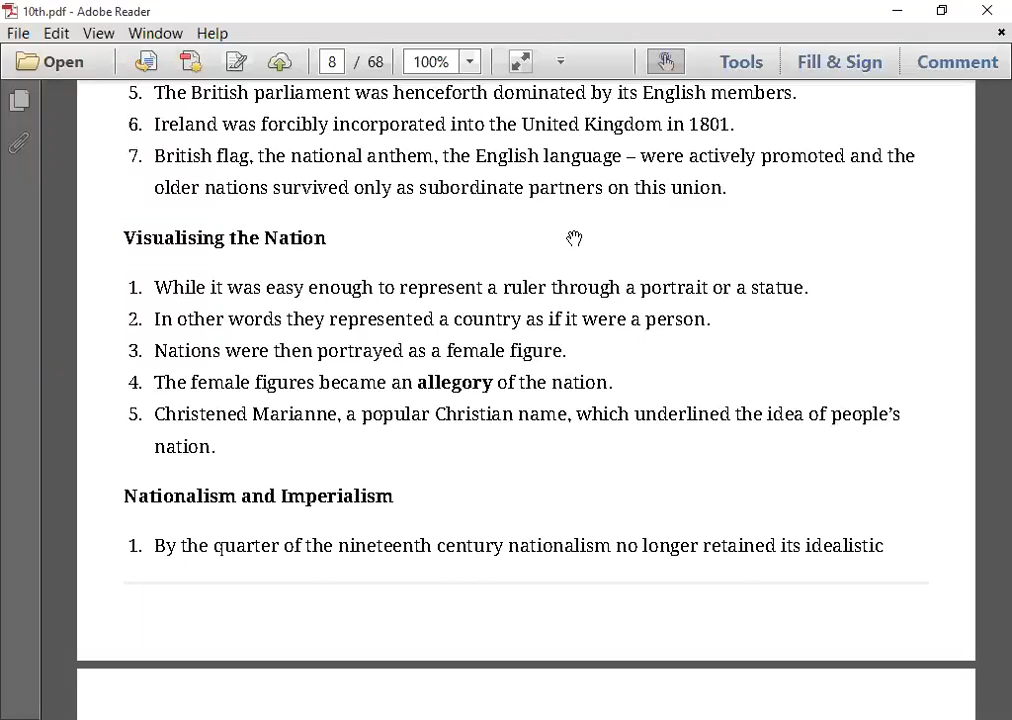 10th.pdf - Adobe Reader
File Edit View Window Help
Open 8 / 68 100% Tools Fill & Sign Comment
5. The British parliament was henceforth dominated by its English members.
6. Ireland was forcibly incorporated into the United Kingdom in 1801.
7. British flag, the national anthem, the English language – were actively promoted and the
older nations survived only as subordinate partners on this union.
Visualising the Nation
1. While it was easy enough to represent a ruler through a portrait or a statue.
2. In other words they represented a country as if it were a person.
3. Nations were then portrayed as a female figure.
4. The female figures became an allegory of the nation.
5. Christened Marianne, a popular Christian name, which underlined the idea of people’s
nation.
Nationalism and Imperialism
1. By the quarter of the nineteenth century nationalism no longer retained its idealistic